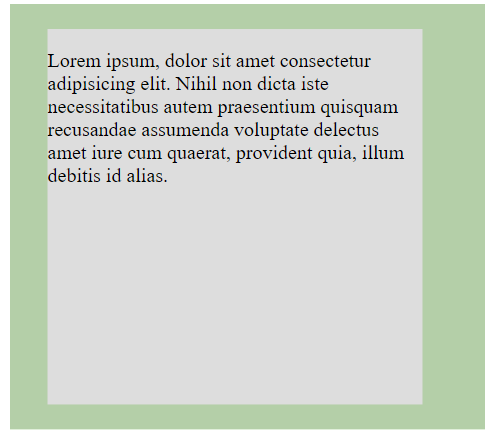 Lorem ipsum, dolor sit amet consectetur
adipisicing elit. Nihil non dicta iste
necessitatibus autem praesentium quisquam
recusandae assumenda voluptate delectus
amet iure cum quaerat, provident quia, illum
debitis id alias.